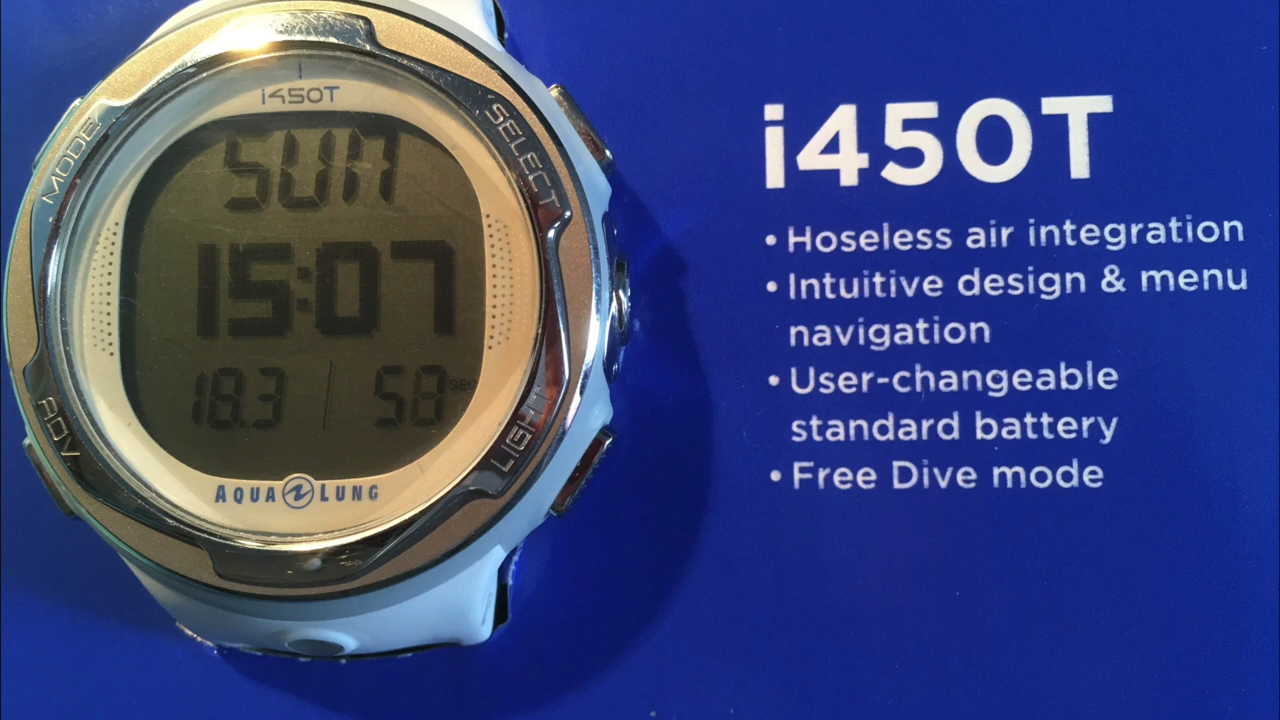 i450T
MODE
SELECT
SUN
15:07
18.3
58 SEC
ADV
LIGHT
AQUA LUNG
i450T
• Hoseless air integration
• Intuitive design & menu
navigation
• User-changeable
standard battery
• Free Dive mode